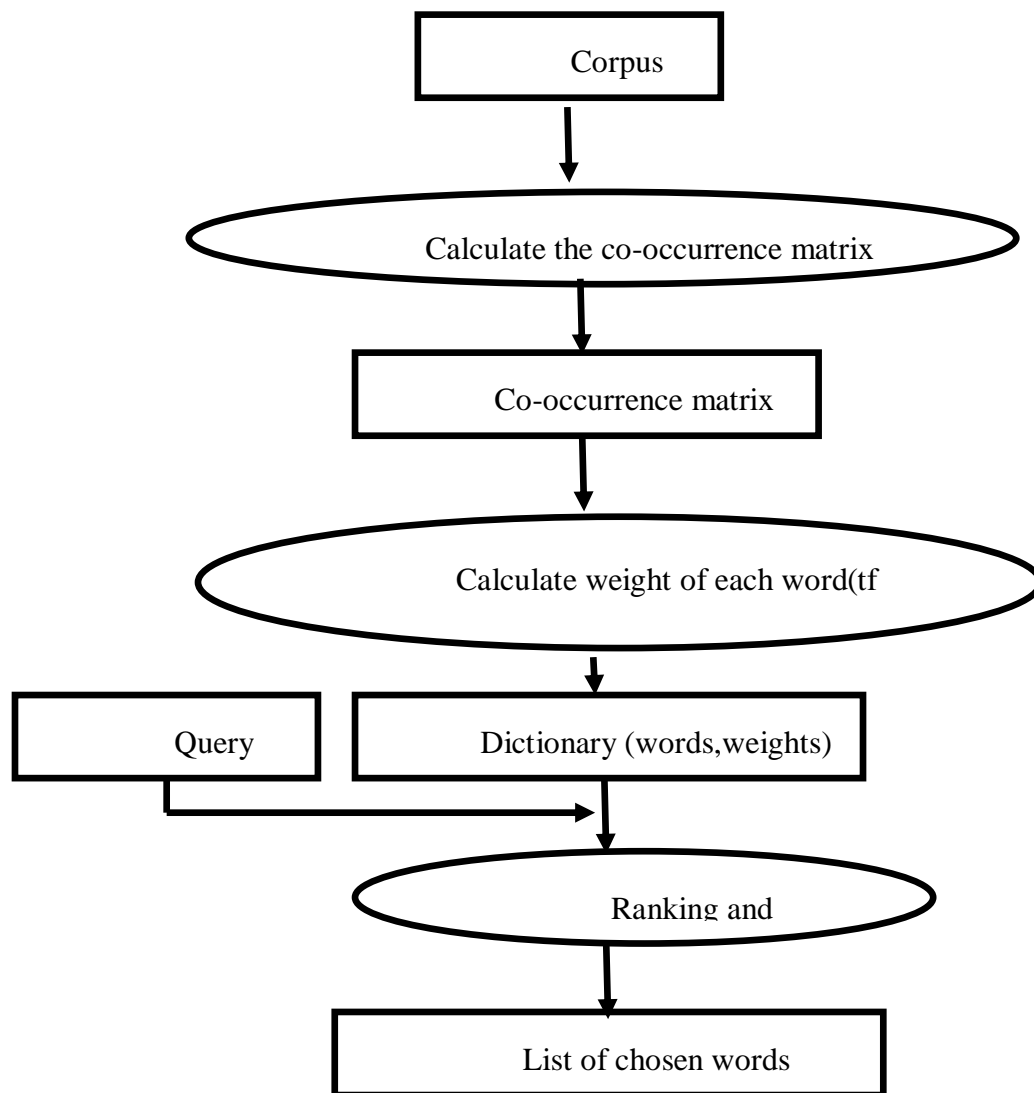 Corpus
Calculate the co-occurrence matrix
Co-occurrence matrix
Calculate weight of each word(tf
Query
Dictionary (words,weights)
Ranking and
List of chosen words